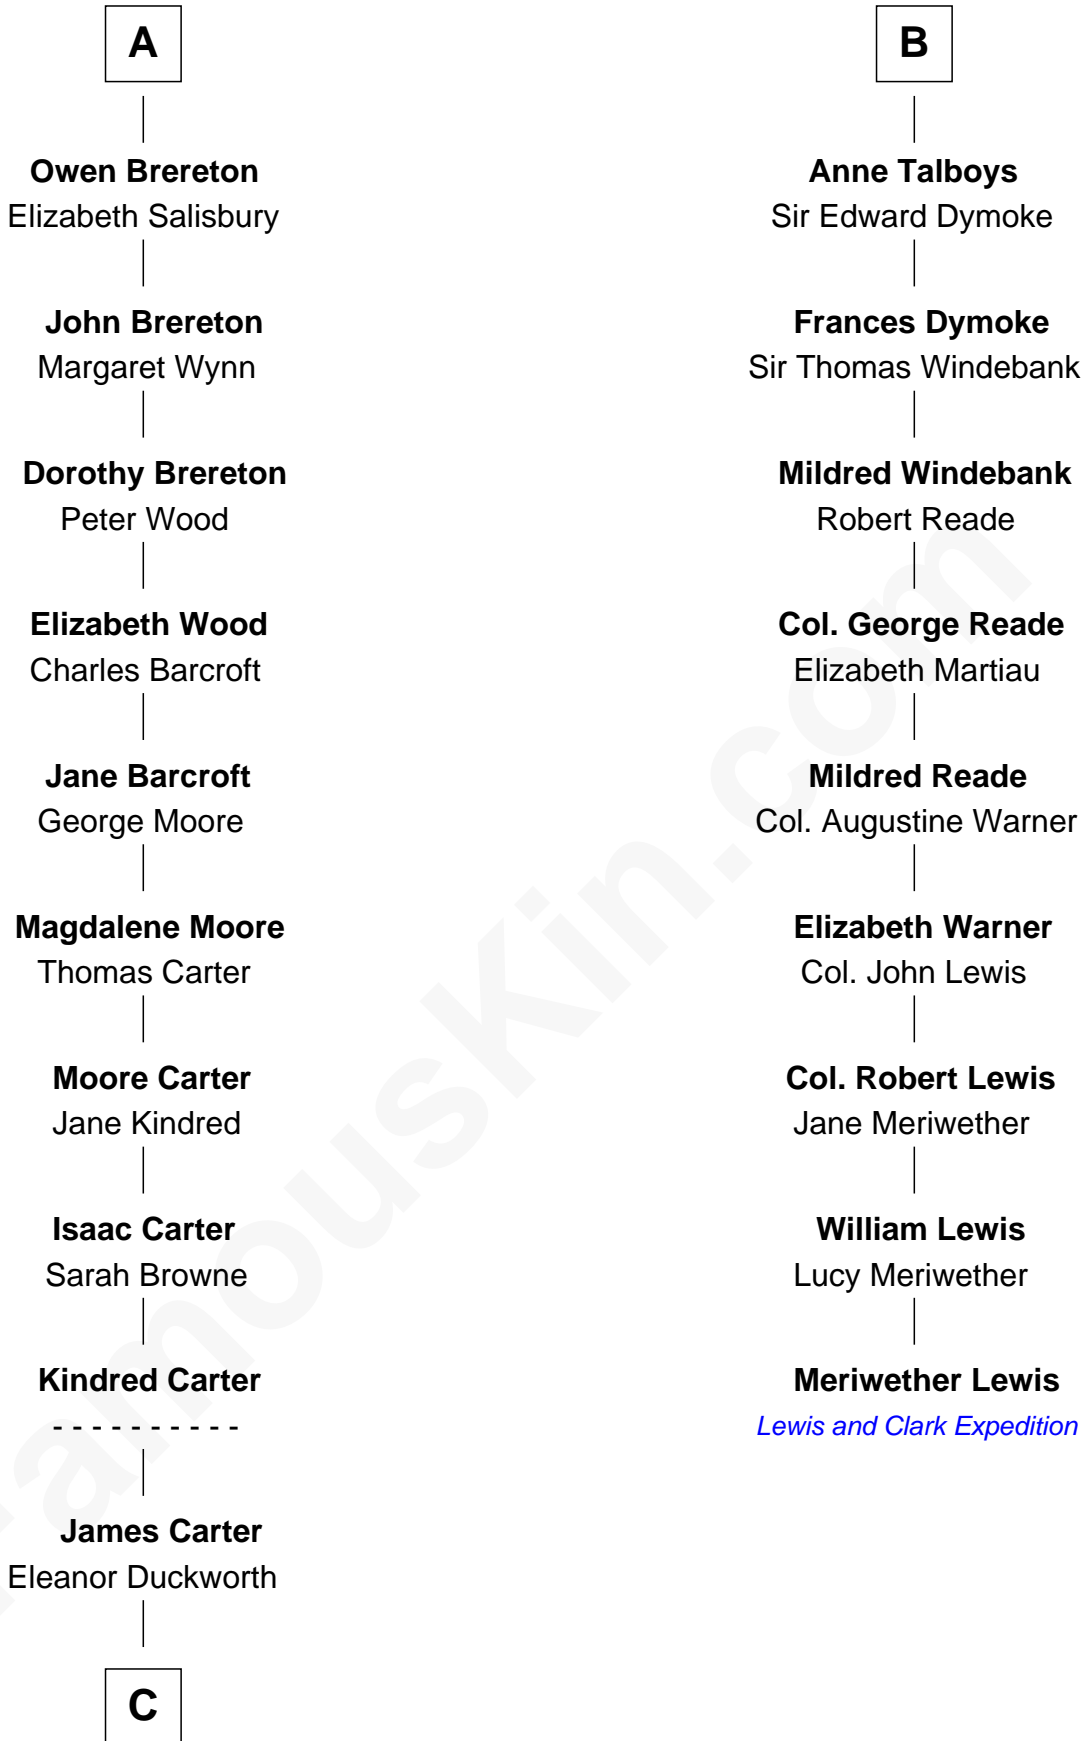 A
Owen Brereton
Elizabeth Salisbury
John Brereton
Margaret Wynn
Dorothy Brereton
Peter Wood
Elizabeth Wood
Charles Barcroft
Jane Barcroft
George Moore
Magdalene Moore
Thomas Carter
Moore Carter
Jane Kindred
Isaac Carter
Sarah Browne
Kindred Carter
- - - - - - - - - -
James Carter
Eleanor Duckworth
C
B
Anne Talboys
Sir Edward Dymoke
Frances Dymoke
Sir Thomas Windebank
Mildred Windebank
Robert Reade
Col. George Reade
Elizabeth Martiau
Mildred Reade
Col. Augustine Warner
Elizabeth Warner
Col. John Lewis
Col. Robert Lewis
Jane Meriwether
William Lewis
Lucy Meriwether
Meriwether Lewis
Lewis and Clark Expedition
FamousKin.com